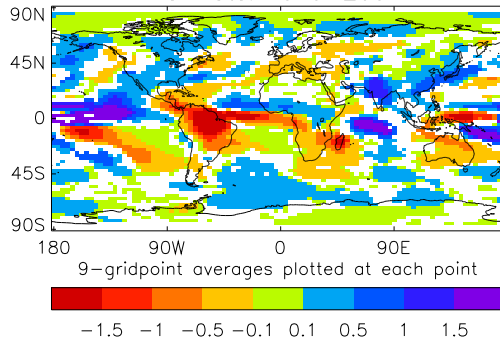 90N
45N
0
45S
90S
180 90W 0 90E
9-gridpoint averages plotted at each point
-1.5 -1 -0.5 -0.1 0.1 0.5 1 1.5